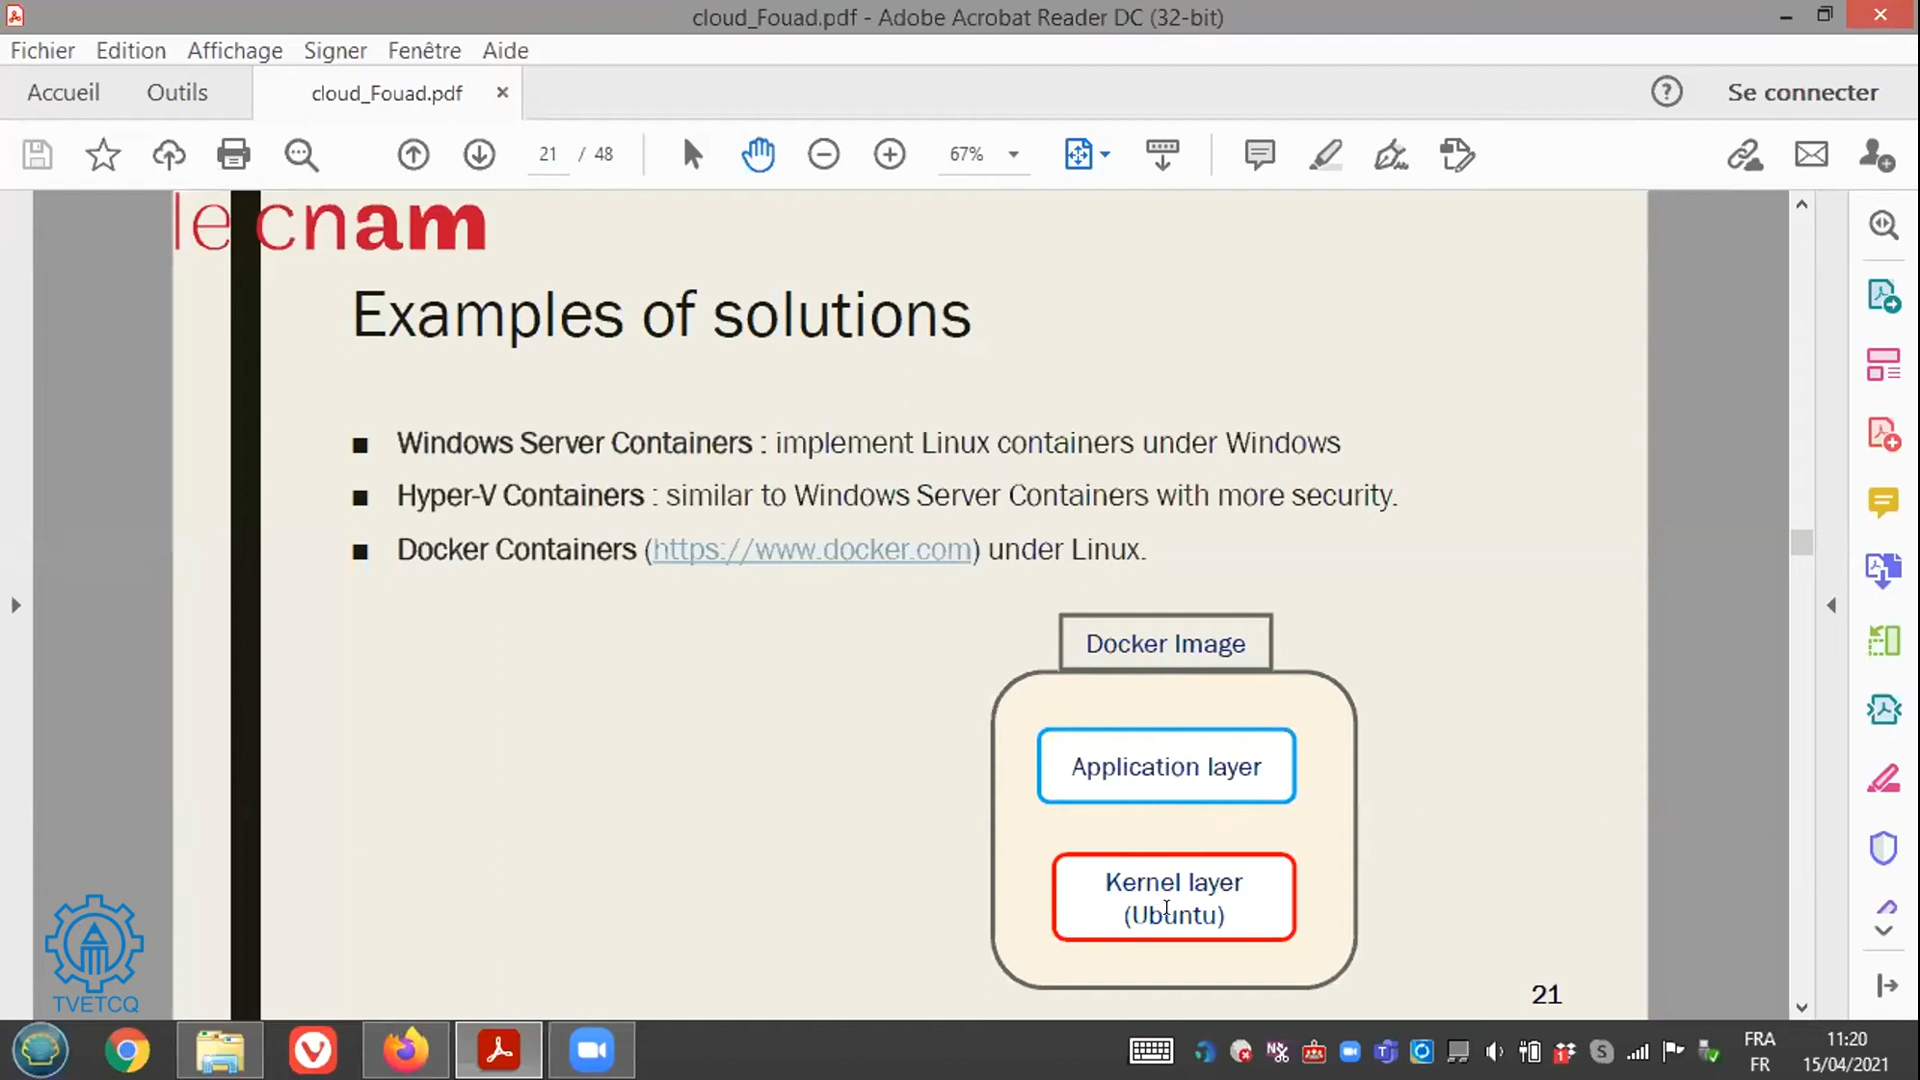 cloud_Fouad.pdf - Adobe Acrobat Reader DC (32-bit)
Fichier Edition Affichage Signer Fenêtre Aide
Accueil Outils cloud_Fouad.pdf × ? Se connecter
21 / 48 67%
le cnam
Examples of solutions
■ Windows Server Containers : implement Linux containers under Windows
■ Hyper-V Containers : similar to Windows Server Containers with more security.
■ Docker Containers (https://www.docker.com) under Linux.
Docker Image
Application layer
Kernel layer
(Ubuntu)
21
TVETCQ
FRA 11:20
FR 15/04/2021